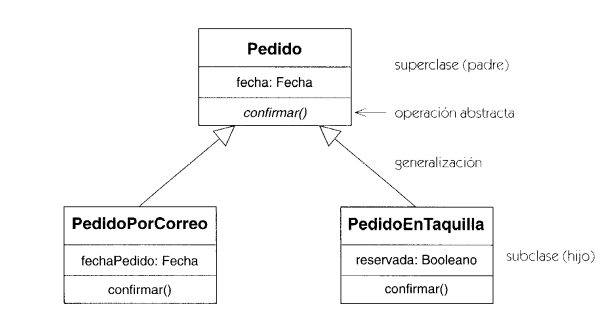 Pedido
superclase (padre)
fecha: Fecha
confirmar()
operación abstracta
generalización
PedidoPorCorreo
PedidoEnTaquilla
fechaPedido: Fecha
reservada: Booleano
subclase (hijo)
confirmar()
confirmar()